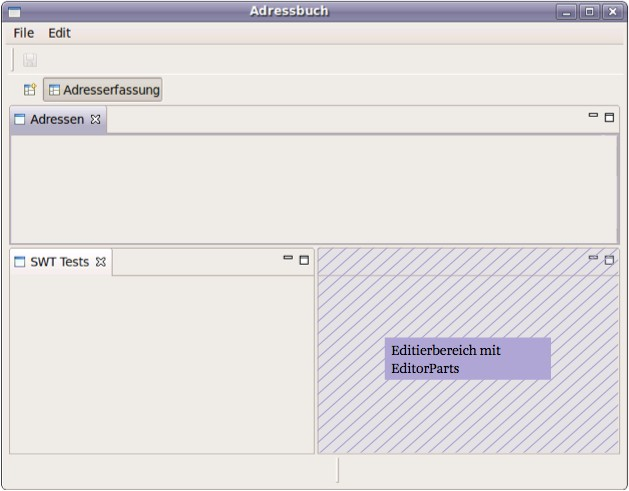 Adressbuch
File Edit
Adresserfassung
Adressen
SWT Tests
Editierbereich mit
EditorParts